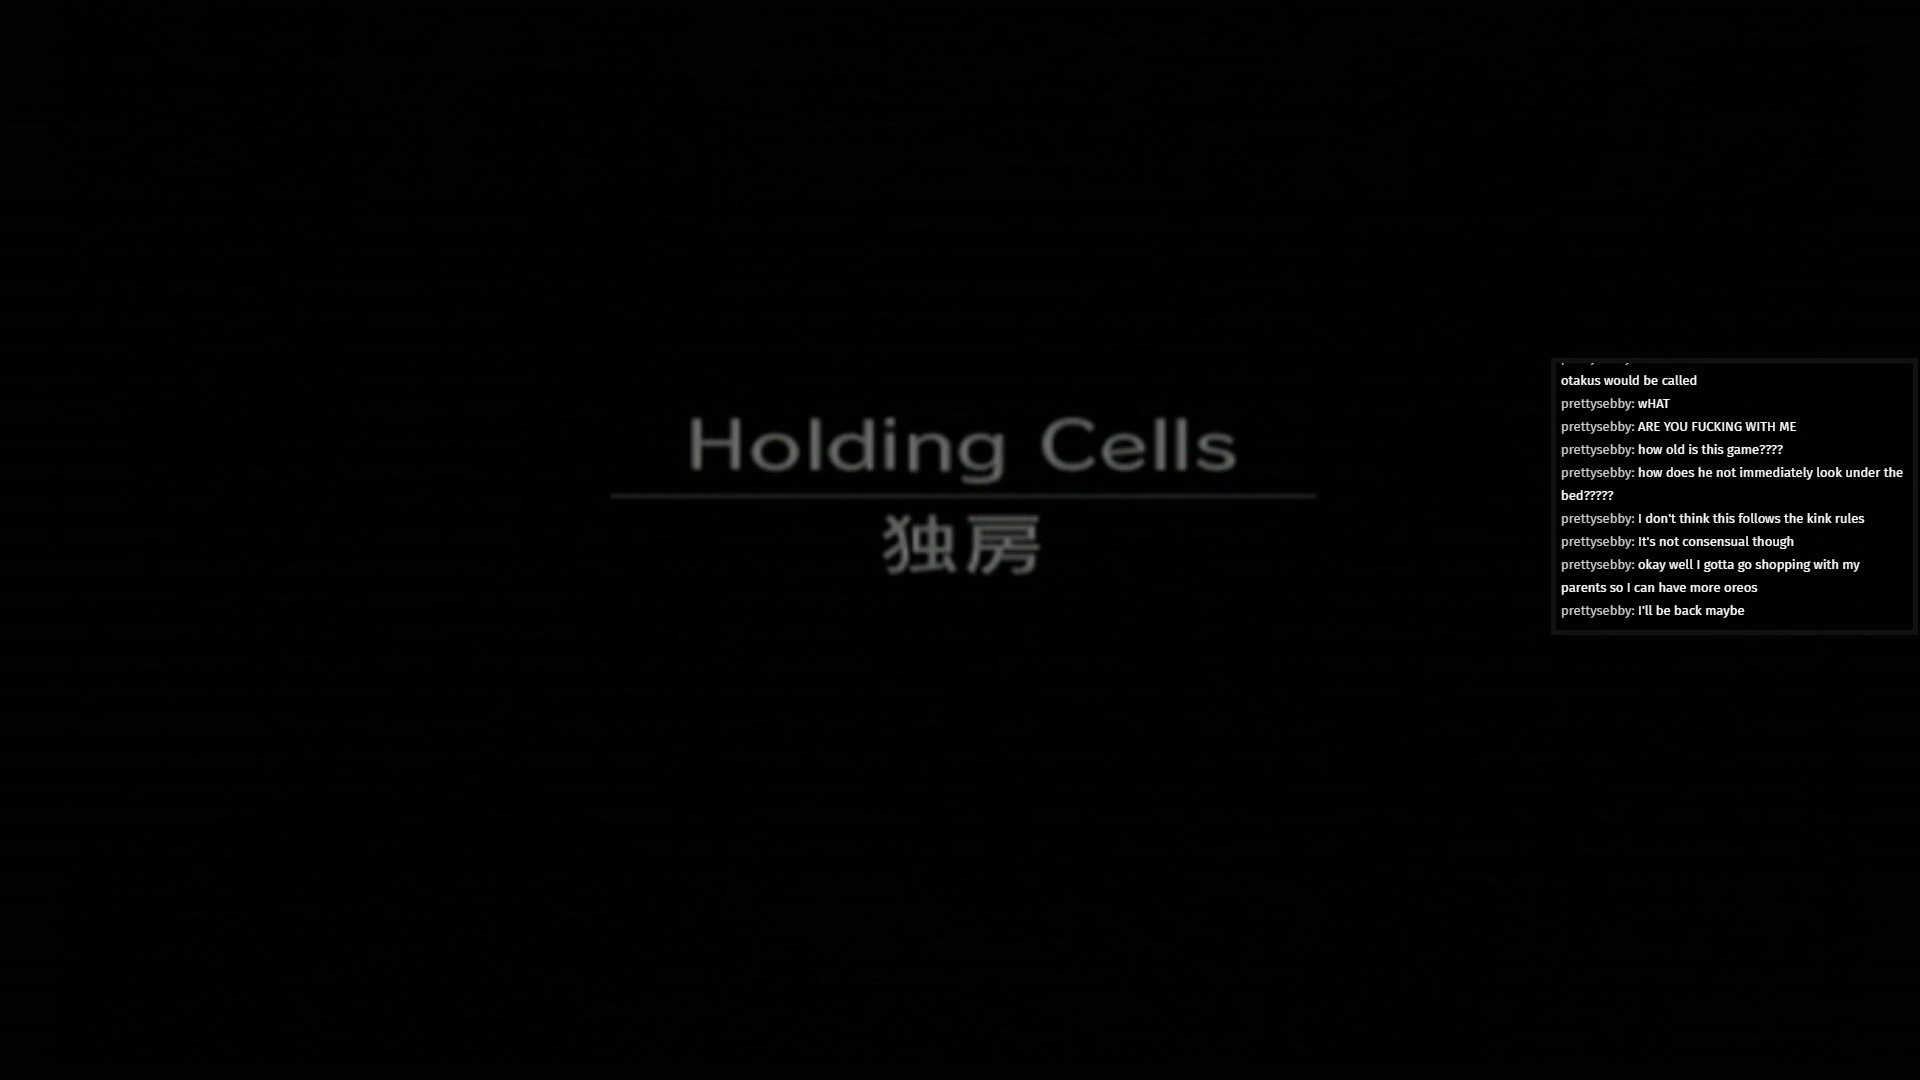 Holding Cells
独房
otakus would be called
prettysebby: wHAT
prettysebby: ARE YOU FUCKING WITH ME
prettysebby: how old is this game????
prettysebby: how does he not immediately look under the
bed?????
prettysebby: I don't think this follows the kink rules
prettysebby: It's not consensual though
prettysebby: okay well I gotta go shopping with my
parents so I can have more oreos
prettysebby: I'll be back maybe